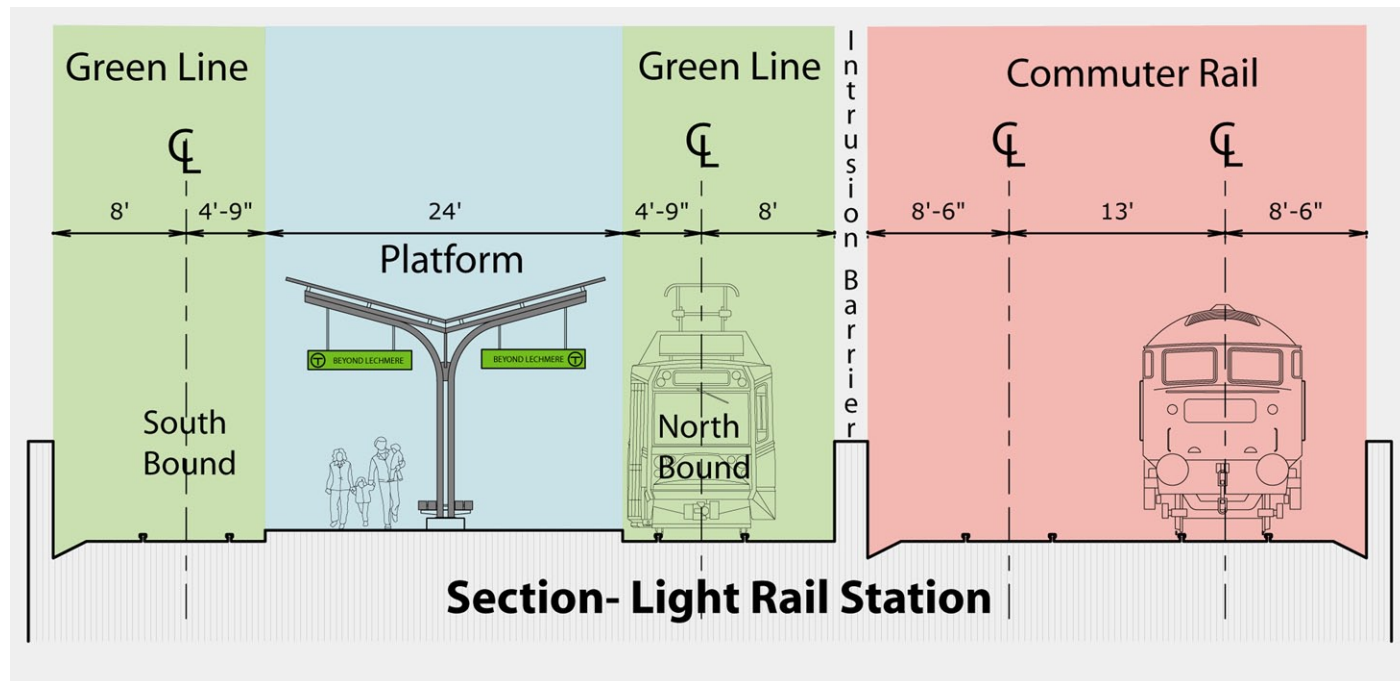 Green Line
Green Line
Intrusion Barrier
Commuter Rail
CL
CL
CL
CL
8'
4'-9"
24'
4'-9"
8'
8'-6"
13'
8'-6"
Platform
T BEYOND LECHMERE
BEYOND LECHMERE T
South
Bound
North
Bound
Section- Light Rail Station